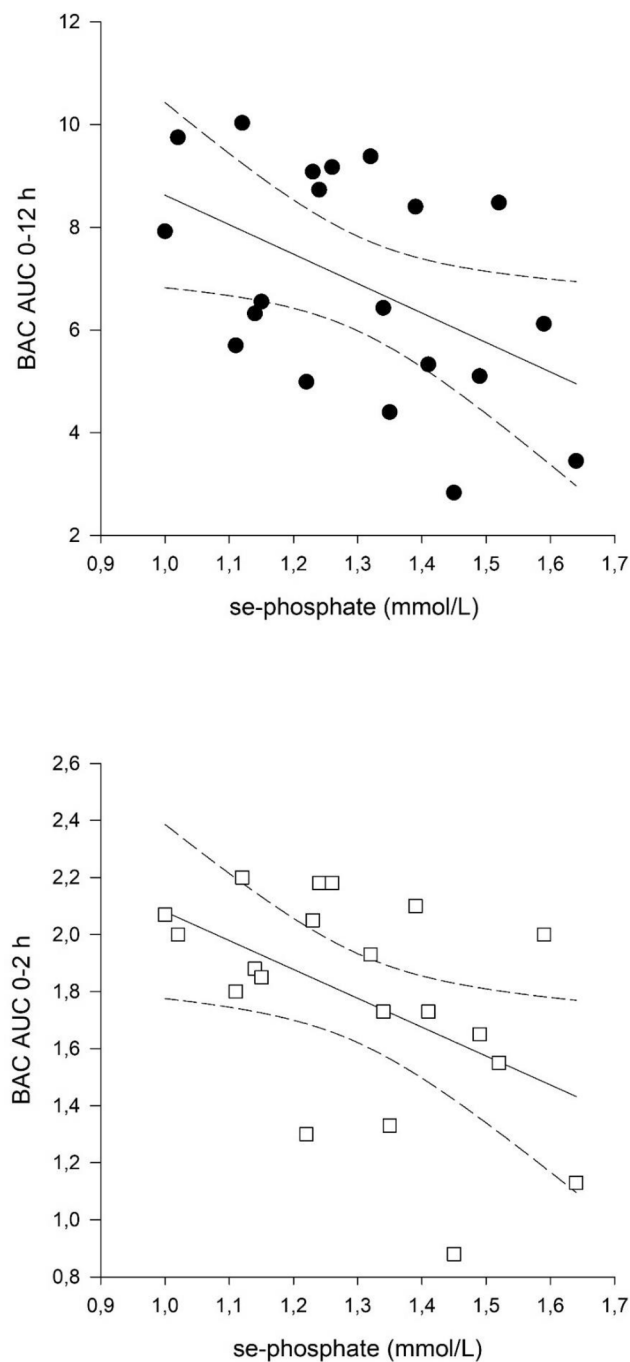 12
10
8
6
4
2
BAC AUC 0-12 h
0,9 1,0 1,1 1,2 1,3 1,4 1,5 1,6 1,7
se-phosphate (mmol/L)
2,6
2,4
2,2
2,0
1,8
1,6
1,4
1,2
1,0
0,8
BAC AUC 0-2 h
0,9 1,0 1,1 1,2 1,3 1,4 1,5 1,6 1,7
se-phosphate (mmol/L)